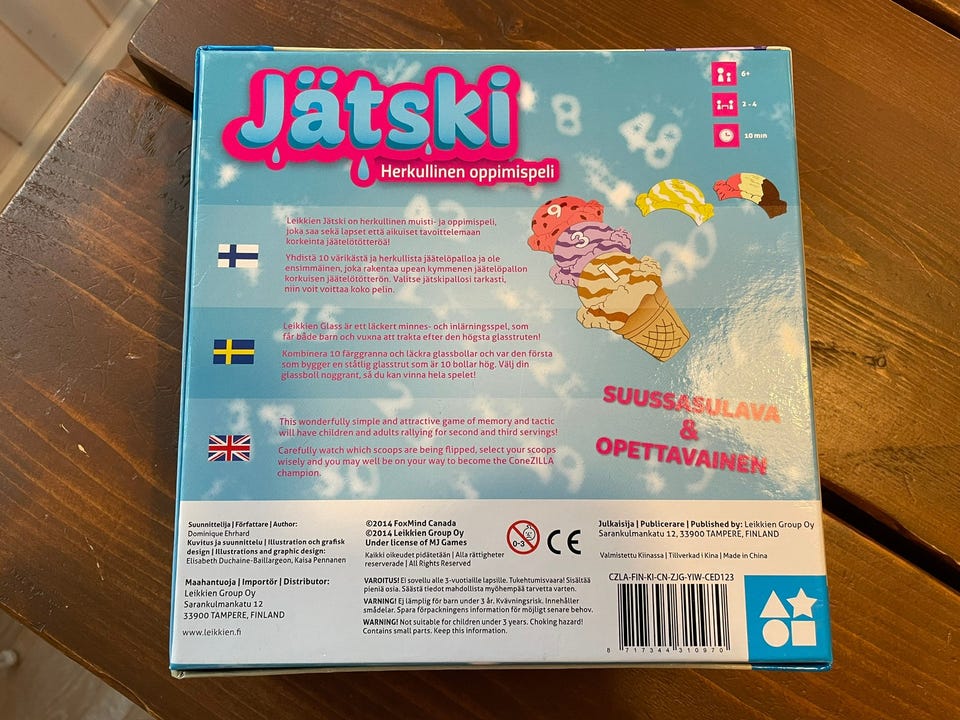 Jätski
Herkullinen oppimispeli
6+
2 - 4
10 min
9
3
1
Leikkien Jätski on herkullinen muisti- ja oppimispeli,
joka saa sekä lapset että aikuiset tavoittelemaan
korkeinta jäätelötötteröä!
Yhdistä 10 värikästä ja herkullista jäätelöpalloa ja ole
ensimmäinen, joka rakentaa upean kymmenen jäätelöpallon
korkuisen jäätelötötterön. Valitse jätskipallosi tarkasti,
niin voit voittaa koko pelin.
Leikkien Glass är ett läckert minnes- och inlärningsspel, som
får både barn och vuxna att trakta efter den högsta glasstruten!
Kombinera 10 färggranna och läckra glassbollar och var den första
som bygger en ståtlig glasstrut som är 10 bollar hög. Välj din
glassboll noggrant, så du kan vinna hela spelet!
This wonderfully simple and attractive game of memory and tactic
will have children and adults rallying for second and third servings!
Carefully watch which scoops are being flipped, select your scoops
wisely and you may well be on your way to become the ConeZILLA
champion.
SUUSSASULAVA
&
OPETTAVAINEN
Suunnittelija | Författare | Author:
Dominique Ehrhard
Kuvitus ja suunnittelu | Illustration och grafisk
design | Illustrations and graphic design:
Elisabeth Duchaine-Baillargeon, Kaisa Pennanen
Maahantuoja | Importör | Distributor:
Leikkien Group Oy
Sarankulmankatu 12
33900 TAMPERE, FINLAND
www.leikkien.fi
©2014 FoxMind Canada
©2014 Leikkien Group Oy
Under license of MJ Games
Kaikki oikeudet pidätetään | Alla rättigheter
reserverade | All Rights Reserved
0-3
CE
VAROITUS! Ei sovellu alle 3-vuotiaille lapsille. Tukehtumisvaara! Sisältää
pieniä osia. Säästä tiedot mahdollista myöhempää tarvetta varten.
VARNING! Ej lämplig för barn under 3 år. Kvävningsrisk. Innehåller
smådelar. Spara förpackningens information för möjligt senare behov.
WARNING! Not suitable for children under 3 years. Choking hazard!
Contains small parts. Keep this information.
Julkaisija | Publicerare | Published by: Leikkien Group Oy
Sarankulmankatu 12, 33900 TAMPERE, FINLAND
Valmistettu Kiinassa | Tillverkad i Kina | Made in China
CZLA-FIN-KI-CN-ZJG-YIW-CED123
8 717344 310970